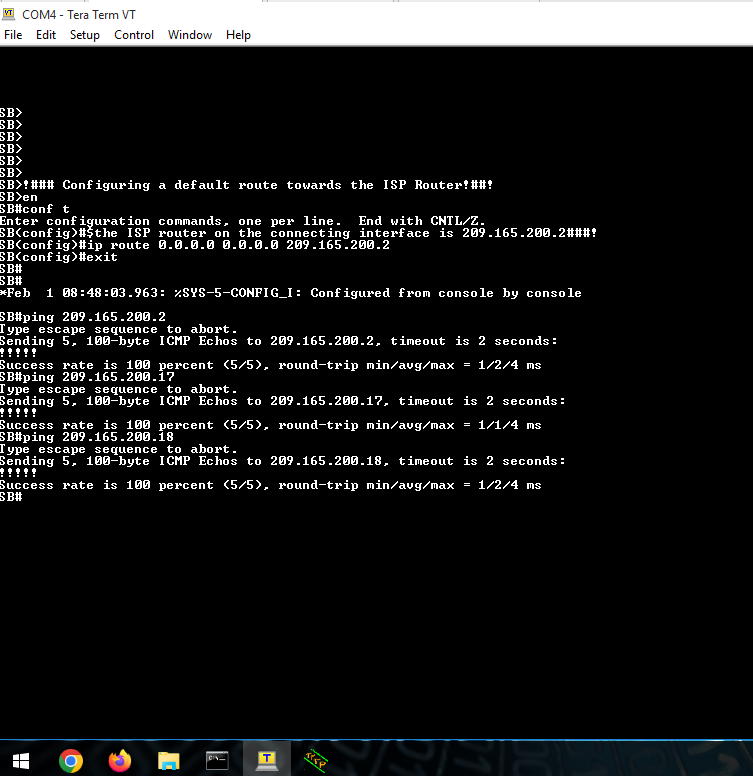 COM4 - Tera Term VT
File Edit Setup Control Window Help
SB>
SB>
SB>
SB>
SB>
SB>
SB>!### Configuring a default route towards the ISP Router!##!
SB>en
SB#conf t
Enter configuration commands, one per line.  End with CNTL/Z.
SB(config)#$the ISP router on the connecting interface is 209.165.200.2###!
SB(config)#ip route 0.0.0.0 0.0.0.0 209.165.200.2
SB(config)#exit
SB#
SB#
*Feb  1 08:48:03.963: %SYS-5-CONFIG_I: Configured from console by console
SB#ping 209.165.200.2
Type escape sequence to abort.
Sending 5, 100-byte ICMP Echos to 209.165.200.2, timeout is 2 seconds:
!!!!!
Success rate is 100 percent (5/5), round-trip min/avg/max = 1/2/4 ms
SB#ping 209.165.200.17
Type escape sequence to abort.
Sending 5, 100-byte ICMP Echos to 209.165.200.17, timeout is 2 seconds:
!!!!!
Success rate is 100 percent (5/5), round-trip min/avg/max = 1/1/4 ms
SB#ping 209.165.200.18
Type escape sequence to abort.
Sending 5, 100-byte ICMP Echos to 209.165.200.18, timeout is 2 seconds:
!!!!!
Success rate is 100 percent (5/5), round-trip min/avg/max = 1/2/4 ms
SB#